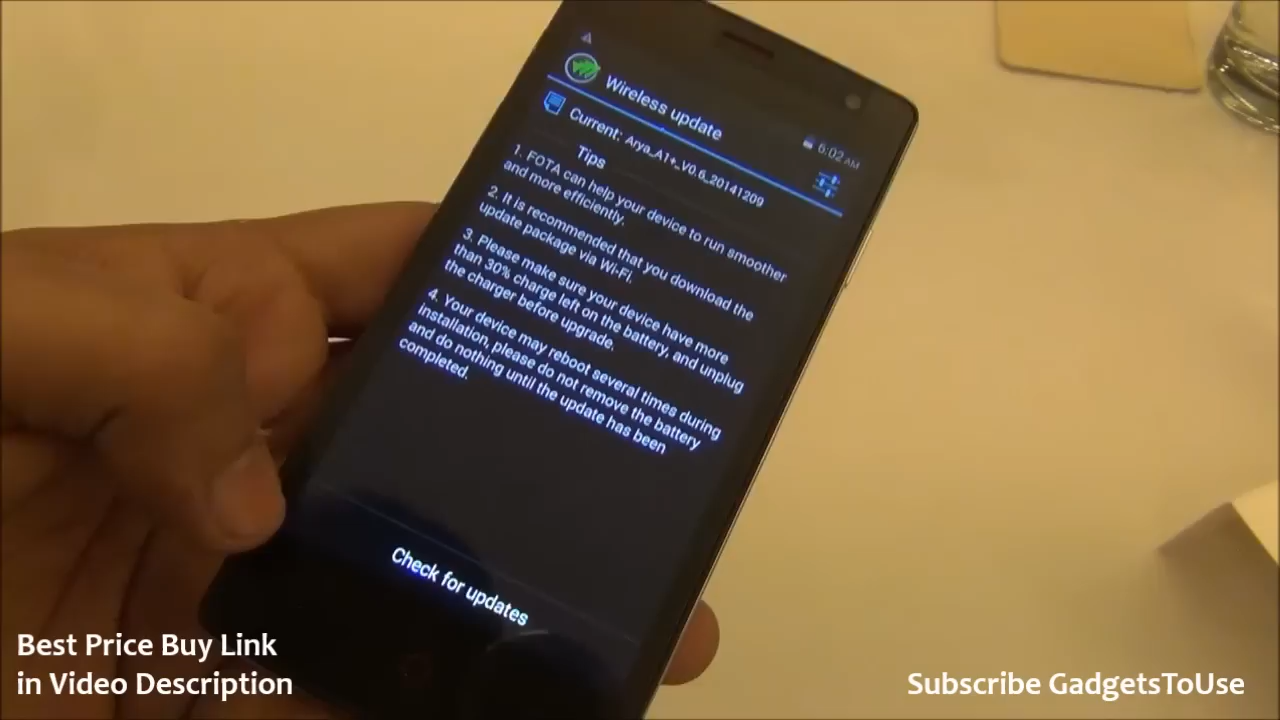 Wireless update
6:02 AM
Current: Arya_A1+_V0.5_20141209
Tips
1. FOTA can help your device to run smoother
and more efficiently.
2. It is recommended that you download the
update package via Wi-Fi.
3. Please make sure your device have more
than 30% charge left on the battery, and unplug
the charger before upgrade.
4. Your device may reboot several times during
installation, please do not remove the battery
and do nothing until the update has been
completed.
Check for updates
Best Price Buy Link
in Video Description
Subscribe GadgetsToUse